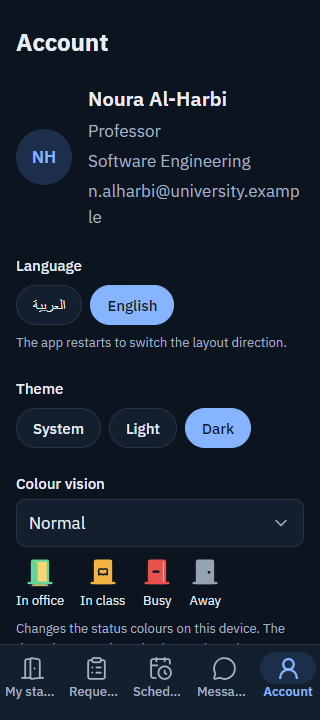 Account
Noura Al-Harbi
NH
Professor
Software Engineering
n.alharbi@university.examp
le
Language
العربية
English
The app restarts to switch the layout direction.
Theme
System
Light
Dark
Colour vision
Normal
In office
In class
Busy
Away
Changes the status colours on this device. The
My sta...
Reque...
Sched...
Messa...
Account